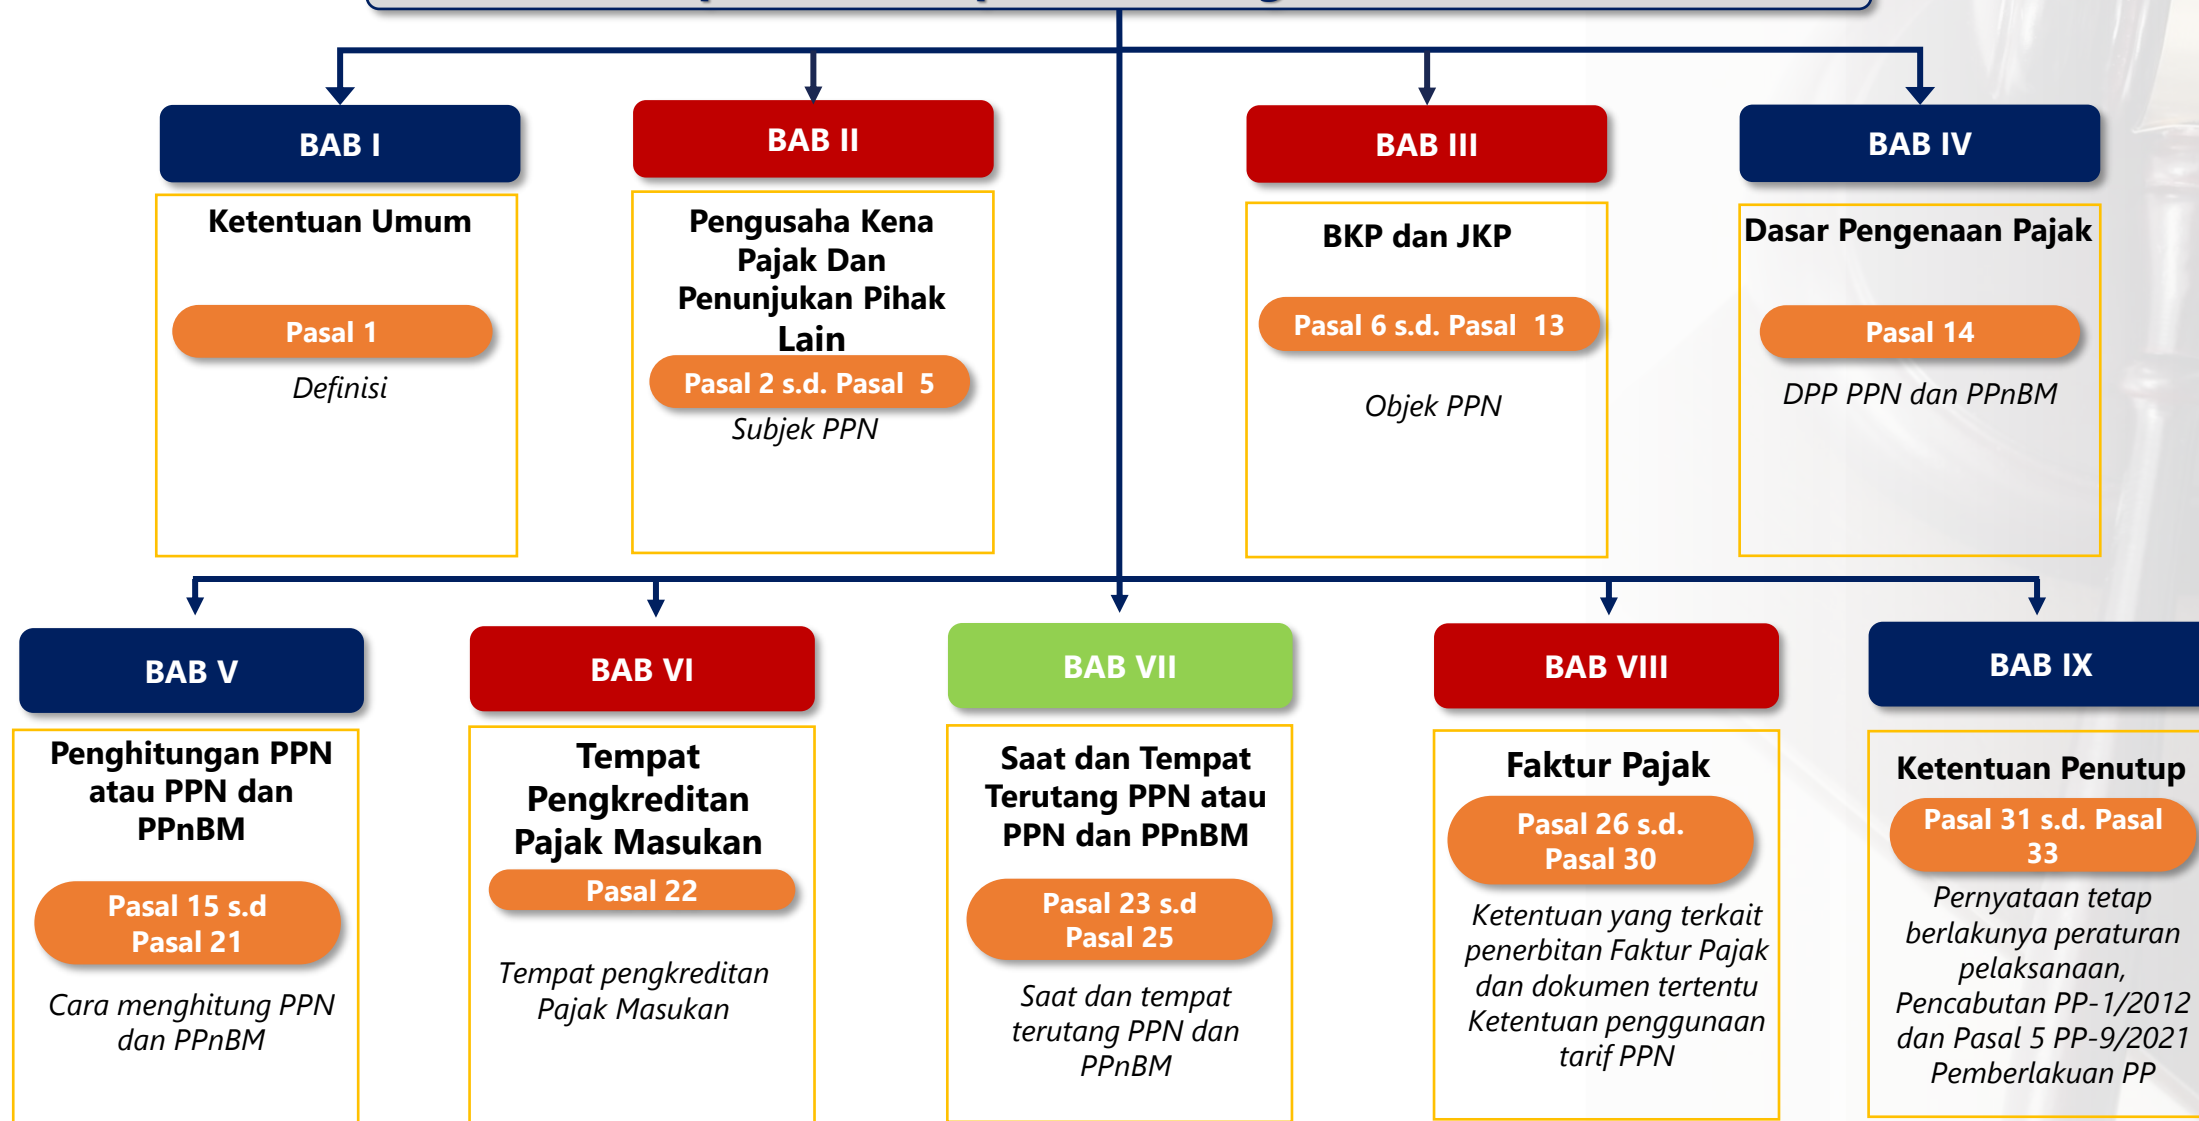 BAB I
BAB II
BAB III
BAB IV
Ketentuan Umum
Pasal 1
Definisi
Pengusaha Kena
Pajak Dan
Penunjukan Pihak
Lain
Pasal 2 s.d. Pasal 5
Subjek PPN
BKP dan JKP
Pasal 6 s.d. Pasal 13
Objek PPN
Dasar Pengenaan Pajak
Pasal 14
DPP PPN dan PPnBM
BAB V
BAB VI
BAB VII
BAB VIII
BAB IX
Penghitungan PPN
atau PPN dan
PPnBM
Pasal 15 s.d
Pasal 21
Cara menghitung PPN
dan PPnBM
Tempat
Pengkreditan
Pajak Masukan
Pasal 22
Tempat pengkreditan
Pajak Masukan
Saat dan Tempat
Terutang PPN atau
PPN dan PPnBM
Pasal 23 s.d
Pasal 25
Saat dan tempat
terutang PPN dan
PPnBM
Faktur Pajak
Pasal 26 s.d.
Pasal 30
Ketentuan yang terkait
penerbitan Faktur Pajak
dan dokumen tertentu
Ketentuan penggunaan
tarif PPN
Ketentuan Penutup
Pasal 31 s.d. Pasal
33
Pernyataan tetap
berlakunya peraturan
pelaksanaan,
Pencabutan PP-1/2012
dan Pasal 5 PP-9/2021
Pemberlakuan PP